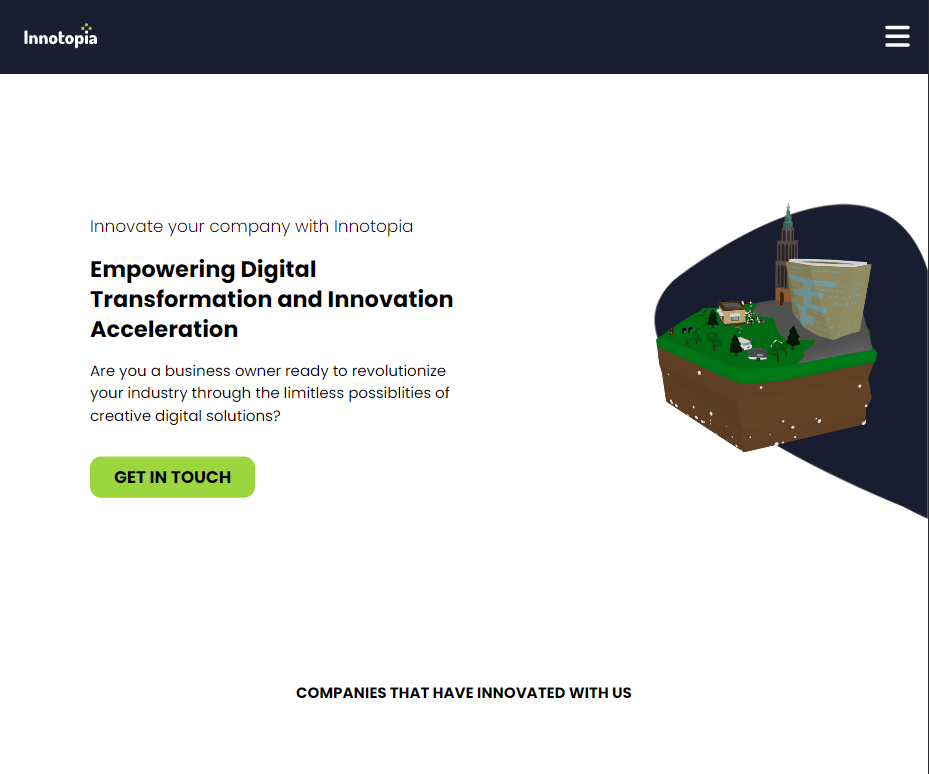 Innotopia
Innovate your company with Innotopia
Empowering Digital
Transformation and Innovation
Acceleration
Are you a business owner ready to revolutionize
your industry through the limitless possiblities of
creative digital solutions?
GET IN TOUCH
COMPANIES THAT HAVE INNOVATED WITH US